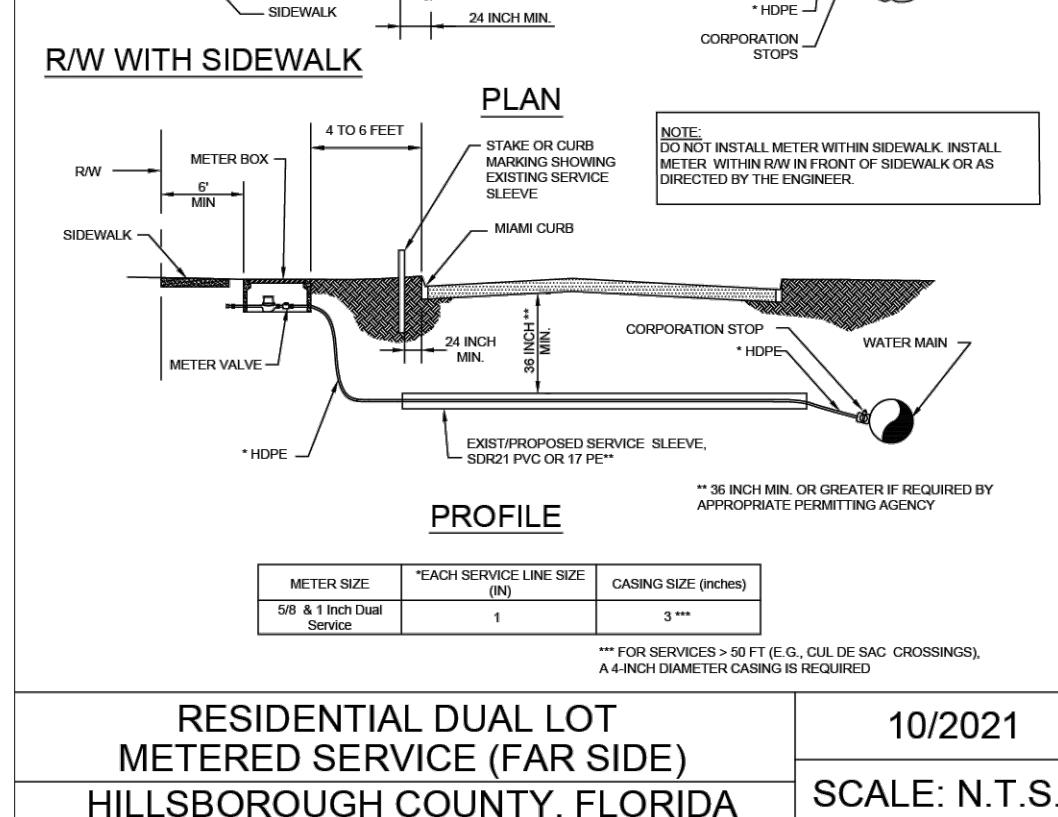 SIDEWALK
24 INCH MIN.
* HDPE
CORPORATION
STOPS
R/W WITH SIDEWALK
PLAN
4 TO 6 FEET
STAKE OR CURB
MARKING SHOWING
EXISTING SERVICE
SLEEVE
NOTE:
DO NOT INSTALL METER WITHIN SIDEWALK. INSTALL
METER WITHIN R/W IN FRONT OF SIDEWALK OR AS
DIRECTED BY THE ENGINEER.
METER BOX
R/W
6'
MIN
SIDEWALK
MIAMI CURB
24 INCH
MIN.
36 INCH **
MIN.
CORPORATION STOP
* HDPE
WATER MAIN
METER VALVE
* HDPE
EXIST/PROPOSED SERVICE SLEEVE,
SDR21 PVC OR 17 PE**
** 36 INCH MIN. OR GREATER IF REQUIRED BY
APPROPRIATE PERMITTING AGENCY
PROFILE
METER SIZE
*EACH SERVICE LINE SIZE
(IN)
CASING SIZE (inches)
5/8 & 1 Inch Dual
Service
1
3 ***
*** FOR SERVICES > 50 FT (E.G., CUL DE SAC CROSSINGS),
A 4-INCH DIAMETER CASING IS REQUIRED
RESIDENTIAL DUAL LOT
METERED SERVICE (FAR SIDE)
10/2021
HILLSBOROUGH COUNTY, FLORIDA
SCALE: N.T.S.